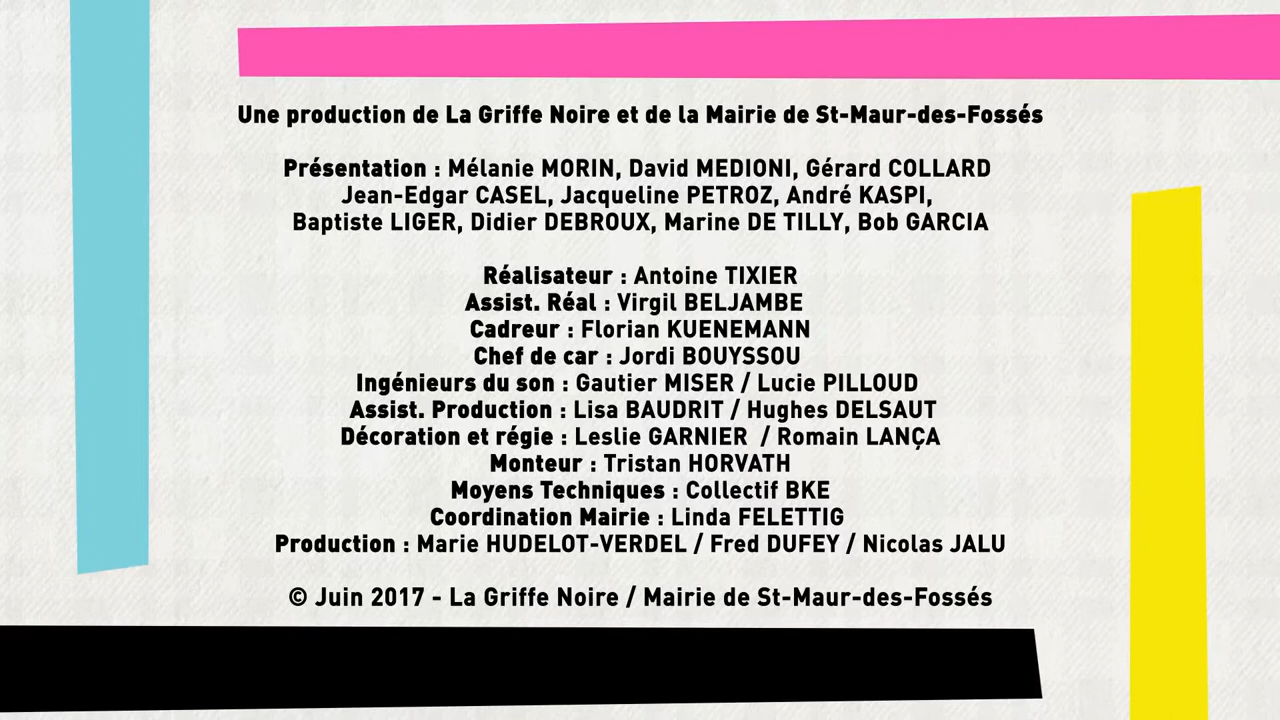 Une production de La Griffe Noire et de la Mairie de St-Maur-des-Fossés
Présentation : Mélanie MORIN, David MEDIONI, Gérard COLLARD
Jean-Edgar CASEL, Jacqueline PETROZ, André KASPI,
Baptiste LIGER, Didier DEBROUX, Marine DE TILLY, Bob GARCIA
Réalisateur : Antoine TIXIER
Assist. Réal : Virgil BELJAMBE
Cadreur : Florian KUENEMANN
Chef de car : Jordi BOUYSSOU
Ingénieurs du son : Gautier MISER / Lucie PILLOUD
Assist. Production : Lisa BAUDRIT / Hughes DELSAUT
Décoration et régie : Leslie GARNIER / Romain LANÇA
Monteur : Tristan HORVATH
Moyens Techniques : Collectif BKE
Coordination Mairie : Linda FELETTIG
Production : Marie HUDELOT-VERDEL / Fred DUFEY / Nicolas JALU
© Juin 2017 - La Griffe Noire / Mairie de St-Maur-des-Fossés